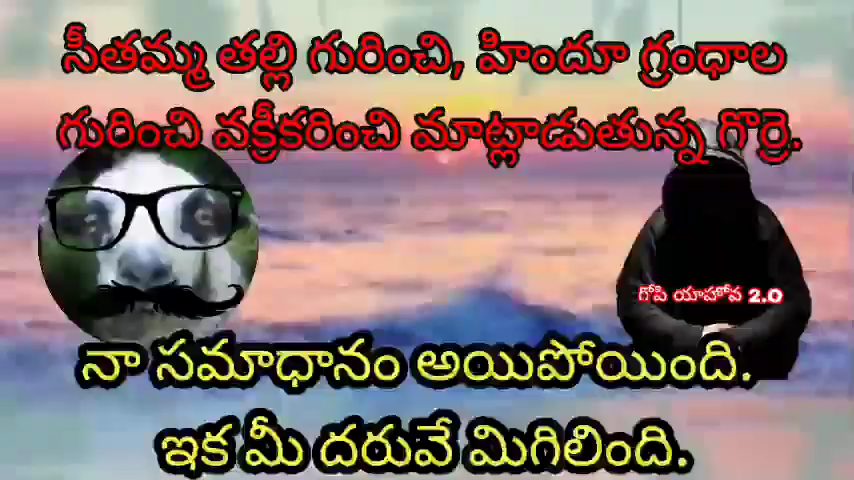 సీతమ్మ తల్లి గురించి, హిందూ గ్రంధాల
గురించి వక్రీకరించి మాట్లాడుతున్న గొర్రె.
గోపి యాహోవ 2.0
నా సమాధానం అయిపోయింది.
ఇక మీ దరువే మిగిలింది.